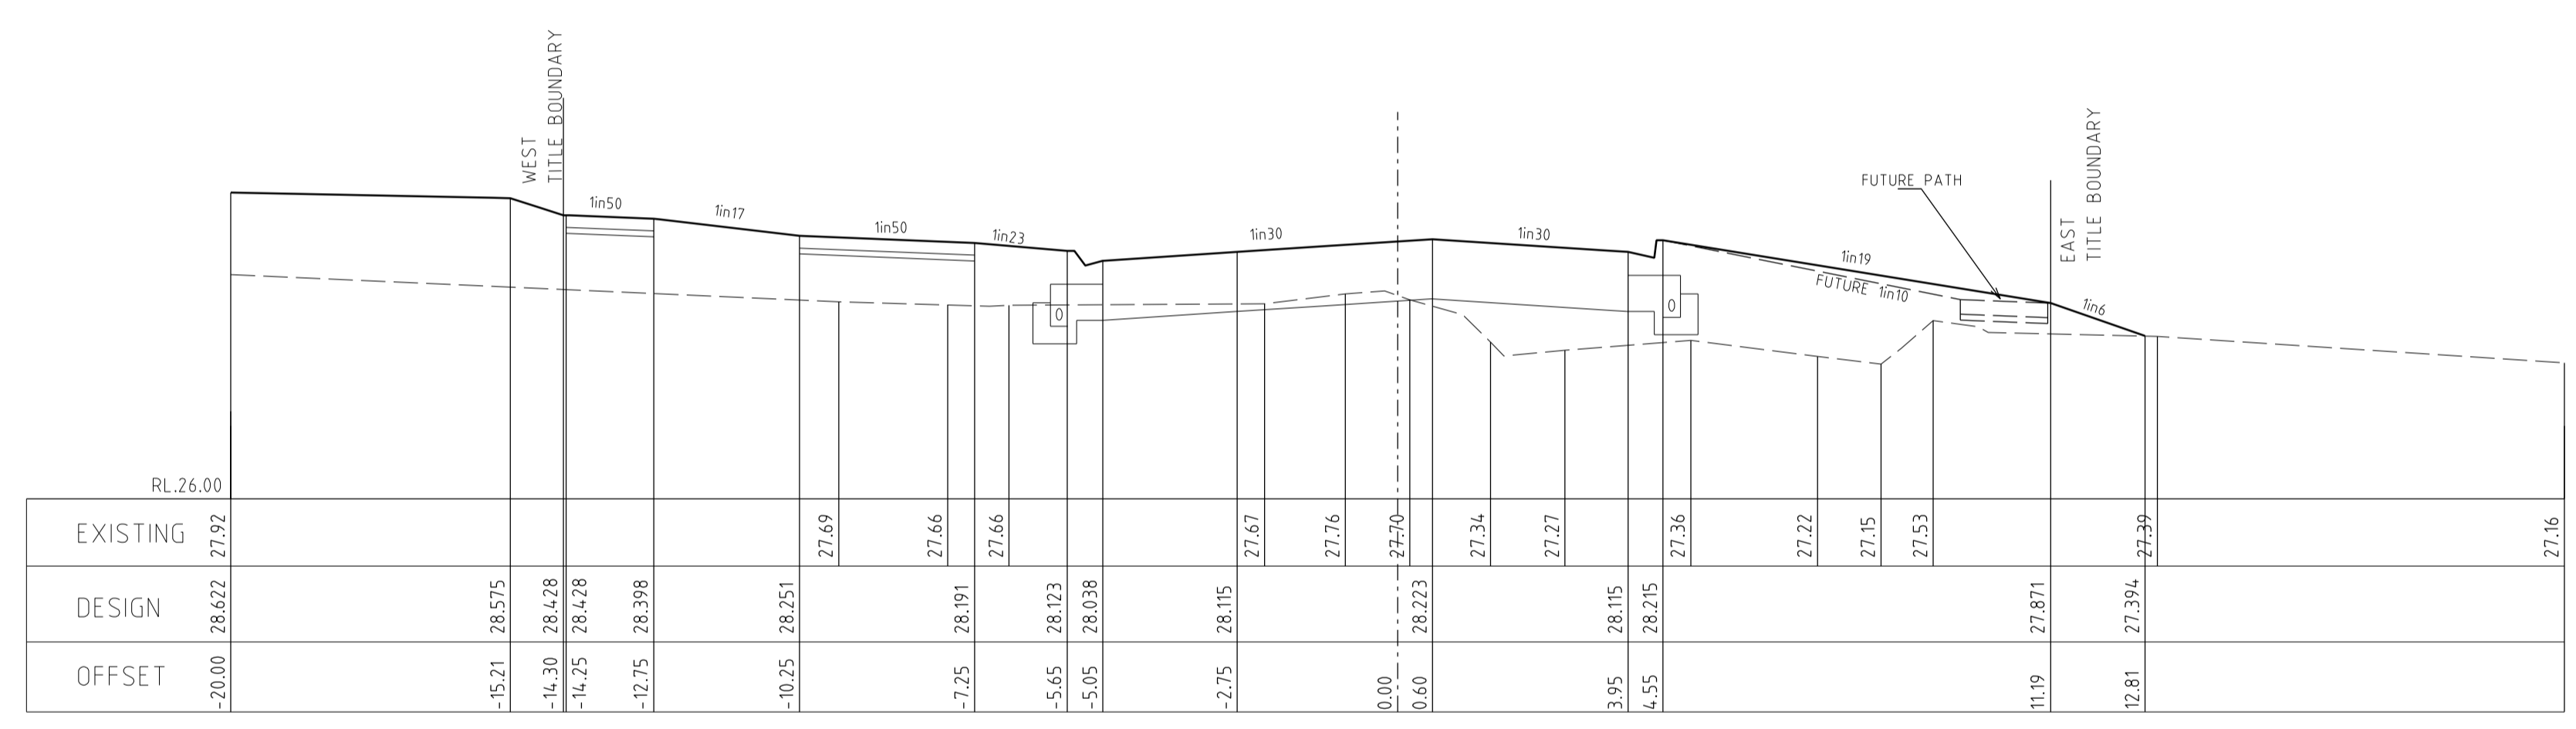 WEST
TITLE BOUNDARY
1in50
1in17
1in50
1in23
1in30
1in30
FUTURE PATH
1in19
FUTURE 1in10
EAST
TITLE BOUNDARY
1in6
0
0
RL.26.00
EXISTING 27.92 27.69 27.66 27.66 27.67 27.76 27.70 27.34 27.27 27.36 27.22 27.15 27.53 27.39 27.16
DESIGN 28.622 28.575 28.428 28.428 28.398 28.251 28.191 28.123 28.038 28.115 28.223 28.115 28.215 27.871 27.394
OFFSET -20.00 -15.21 -14.30 -14.25 -12.75 -10.25 -7.25 -5.65 -5.05 -2.75 0.00 0.60 3.95 4.55 11.19 12.81